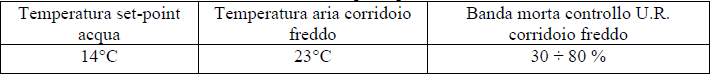 Temperatura set-point acqua
Temperatura aria corridoio freddo
Banda morta controllo U.R. corridoio freddo
14°C
23°C
30 ÷ 80 %